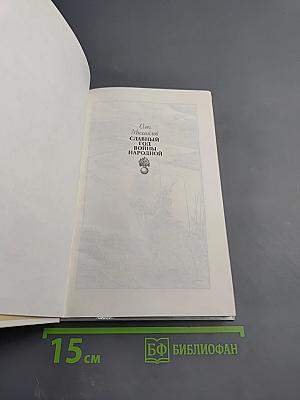 Олег
Михайлов
СЛАВНЫЙ
ГОД
ВОЙНЫ
НАРОДНОЙ
15 см
БФ БИБЛИОФАН